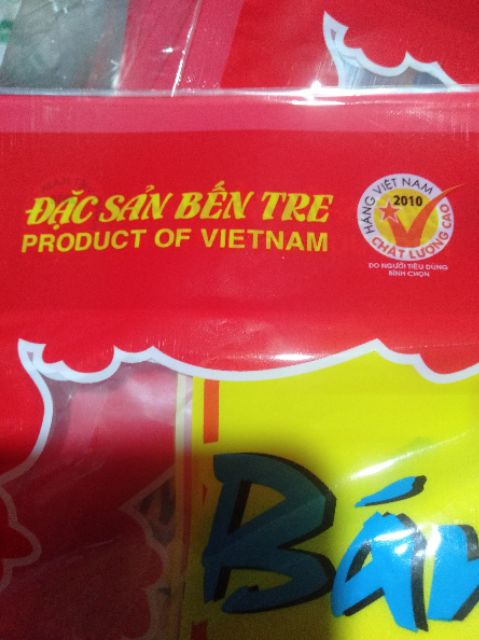 ĐẶC SẢN BẾN TRE
PRODUCT OF VIETNAM
HÀNG VIỆT NAM
2010
CHẤT LƯỢNG CAO
DO NGƯỜI TIÊU DÙNG
BÌNH CHỌN
Bán